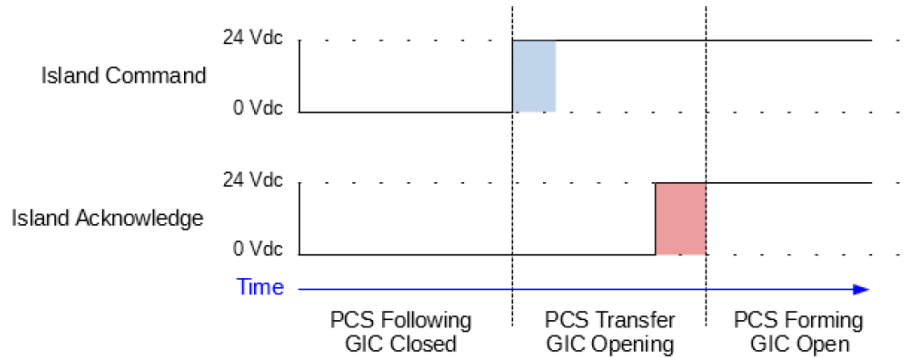 24 Vdc
Island Command
0 Vdc
24 Vdc
Island Acknowledge
0 Vdc
Time
PCS Following
GIC Closed
PCS Transfer
GIC Opening
PCS Forming
GIC Open